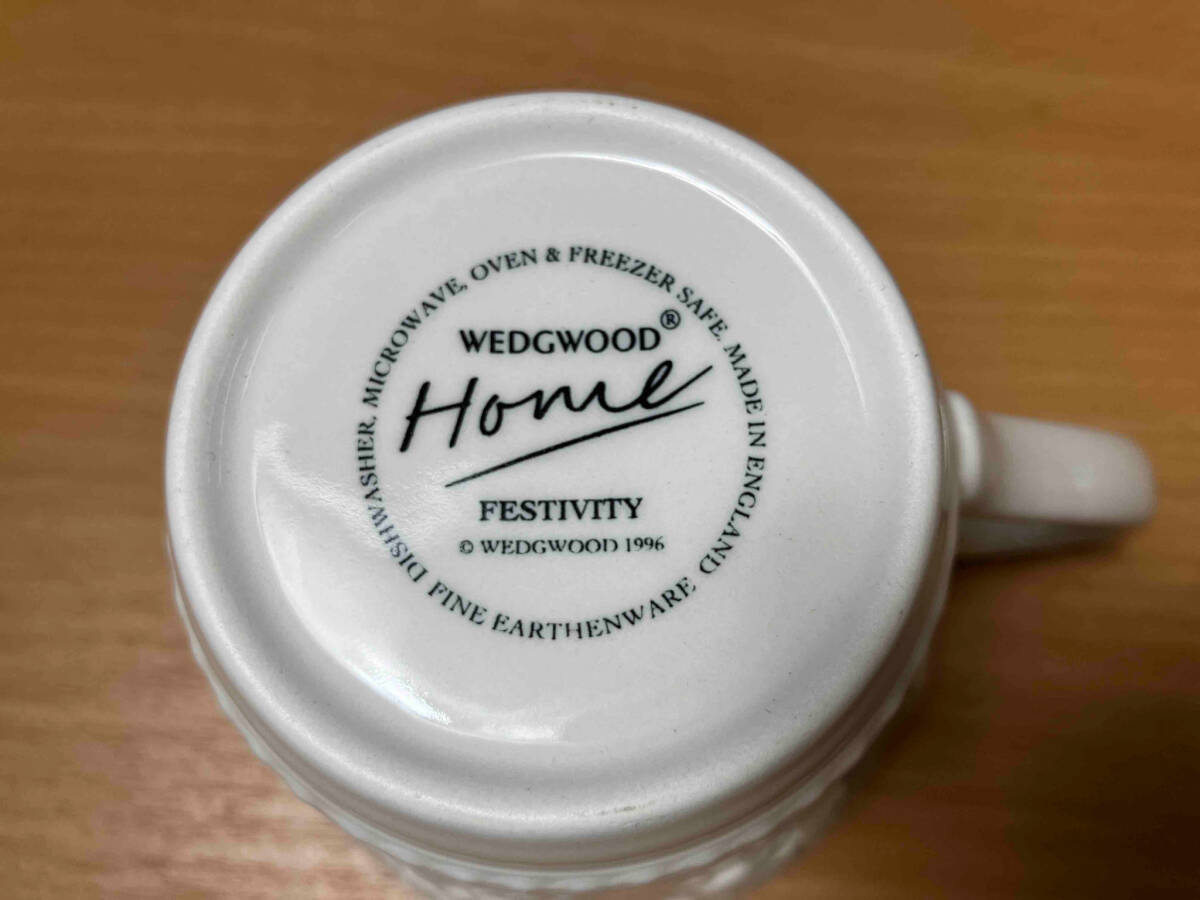 WEDGWOOD®
Home
FESTIVITY
© WEDGWOOD 1996
DISHWASHER, MICROWAVE, OVEN & FREEZER SAFE. MADE IN ENGLAND
FINE EARTHENWARE